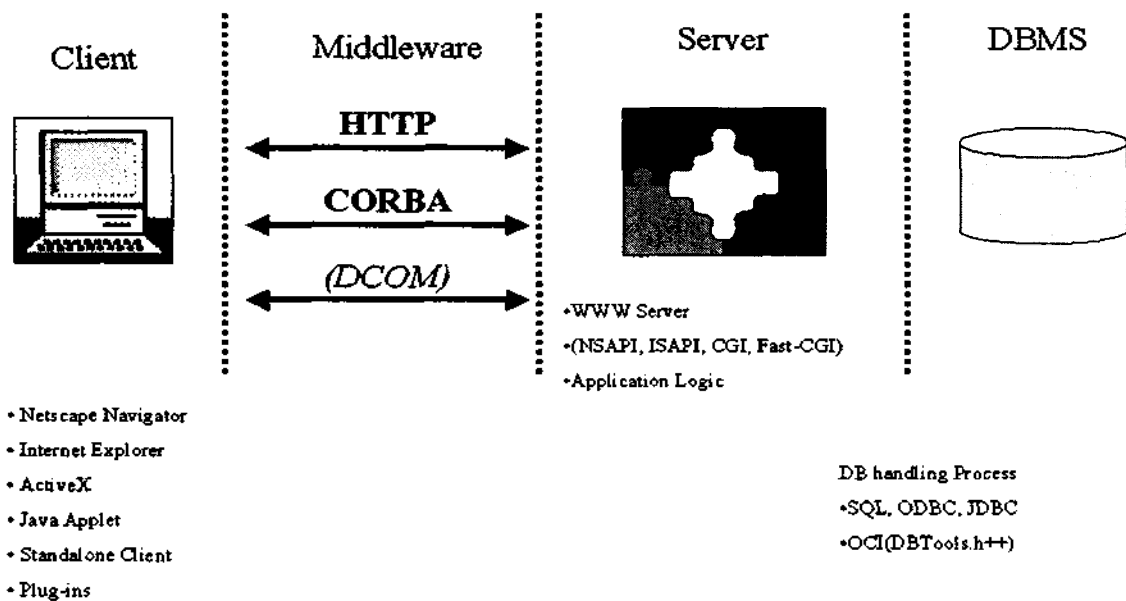 Client
Middleware
Server
DBMS
HTTP
CORBA
(DCOM)
•WWW Server
•(NSAPI, ISAPI, CGI, Fast-CGI)
•Application Logic
• Netscape Navigator
• Internet Explorer
• ActiveX
• Java Applet
• Standalone Client
• Plug-ins
DB handling Process
•SQL, ODBC, JDBC
•OCI(DBTools.h++)